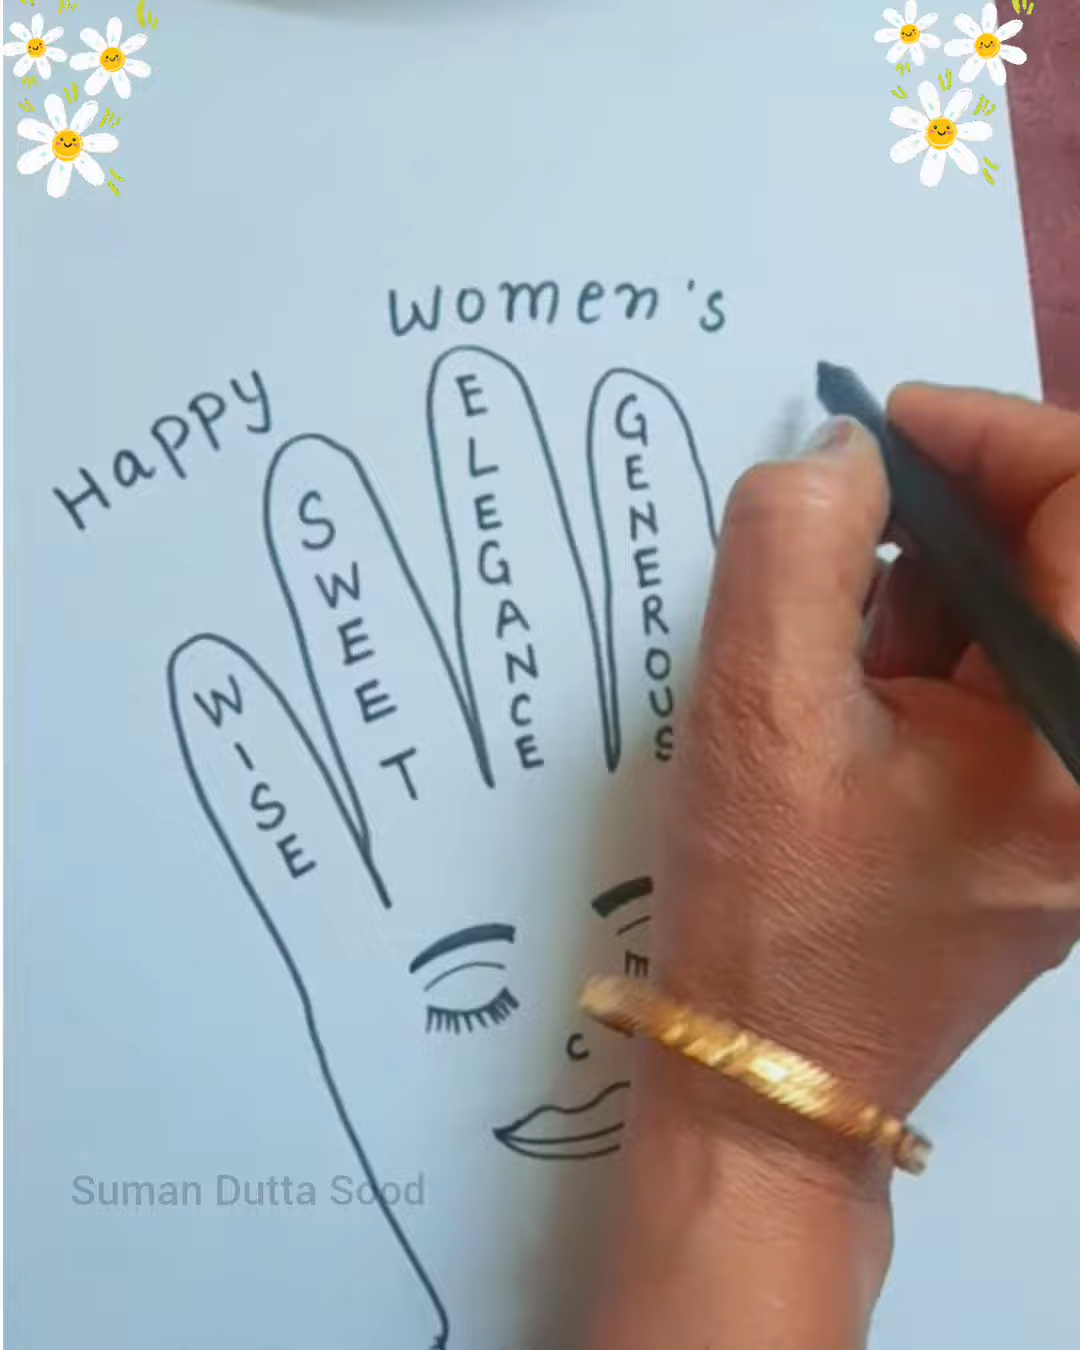 Happy
Women's
WISE
SWEET
ELEGANCE
GENEROUS
E
C
Suman Dutta Sood